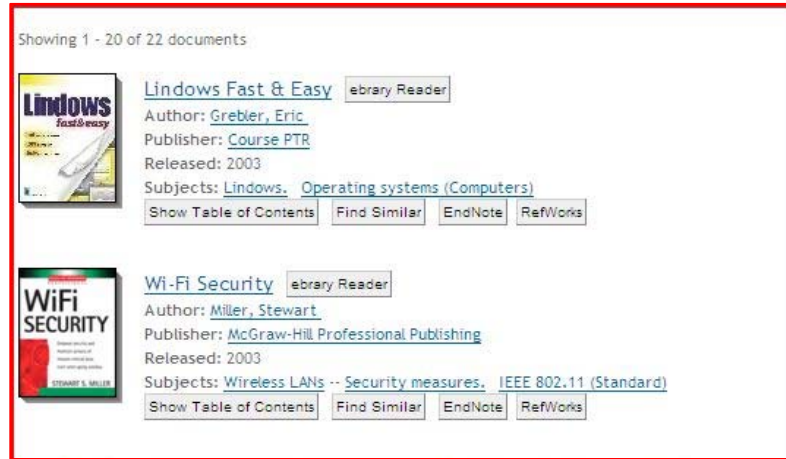 Showing 1 - 20 of 22 documents
Lindows
fast&easy
Lindows Fast & Easy ebrary Reader
Author: Grebler, Eric
Publisher: Course PTR
Released: 2003
Subjects: Lindows. Operating systems (Computers)
Show Table of Contents Find Similar EndNote RefWorks
WiFi
SECURITY
STEWART S. MILLER
Wi-Fi Security ebrary Reader
Author: Miller, Stewart
Publisher: McGraw-Hill Professional Publishing
Released: 2003
Subjects: Wireless LANs -- Security measures. IEEE 802.11 (Standard)
Show Table of Contents Find Similar EndNote RefWorks